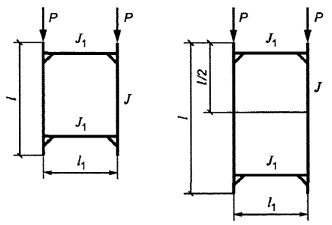 P P P P
J₁ J₁
l J l l/2 J
J₁ J₁
l₁ l₁